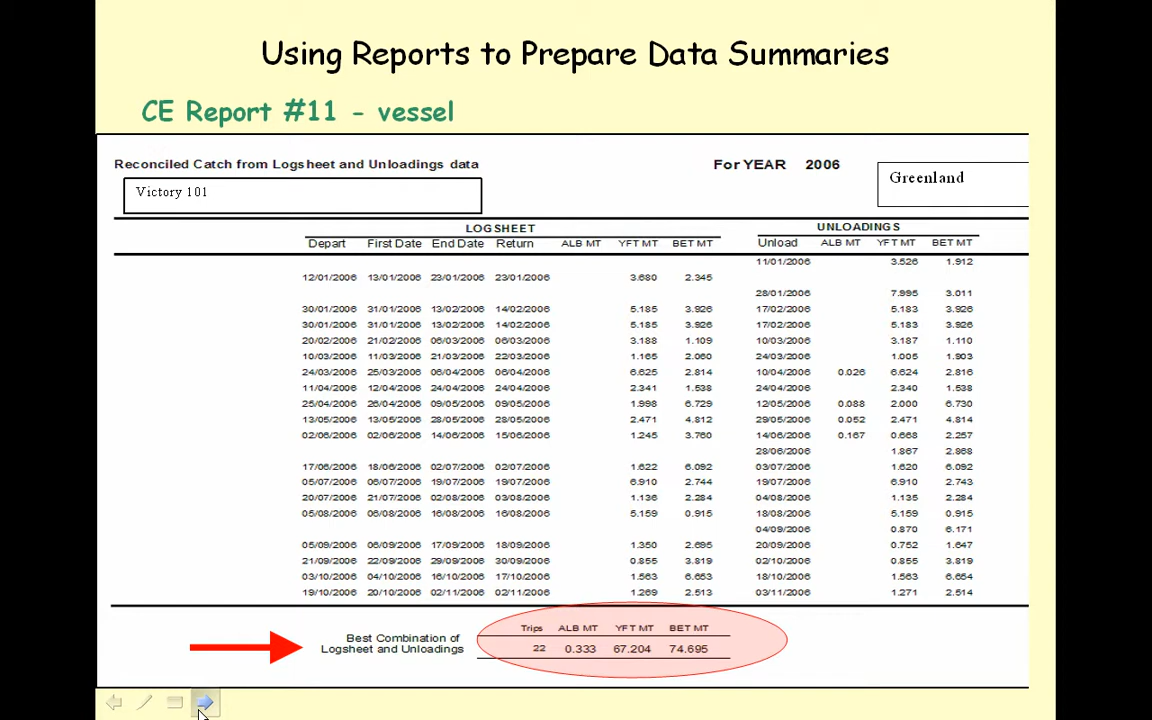 Using Reports to Prepare Data Summaries
CE Report #11 - vessel
Reconciled Catch from Logsheet and Unloadings data For YEAR 2006
Victory 101 Greenland
LOGSHEET UNLOADINGS
Depart First Date End Date Return ALB MT YFT MT BET MT Unload ALB MT YFT MT BET MT
11/01/2006 3.526 1.912
12/01/2006 13/01/2006 23/01/2006 23/01/2006 3.680 2.345
28/01/2006 7.995 3.011
30/01/2006 31/01/2006 13/02/2006 14/02/2006 5.185 3.926 17/02/2006 5.183 3.926
30/01/2006 31/01/2006 13/02/2006 14/02/2006 5.185 3.926 17/02/2006 5.183 3.926
20/02/2006 21/02/2006 06/03/2006 06/03/2006 3.188 1.109 10/03/2006 3.187 1.110
10/03/2006 11/03/2006 21/03/2006 22/03/2006 1.165 2.060 24/03/2006 1.005 1.903
24/03/2006 25/03/2006 06/04/2006 06/04/2006 6.625 2.814 10/04/2006 0.026 6.624 2.816
11/04/2006 12/04/2006 24/04/2006 24/04/2006 2.341 1.538 24/04/2006 2.340 1.538
25/04/2006 26/04/2006 09/05/2006 09/05/2006 1.998 6.729 12/05/2006 0.088 2.000 6.730
13/05/2006 13/05/2006 28/05/2006 28/05/2006 2.471 4.812 29/05/2006 0.052 2.471 4.814
02/06/2006 02/06/2006 14/06/2006 15/06/2006 1.245 3.760 14/06/2006 0.167 0.668 2.257
28/06/2006 1.867 2.868
17/06/2006 18/06/2006 02/07/2006 02/07/2006 1.622 6.092 03/07/2006 1.620 6.092
05/07/2006 06/07/2006 19/07/2006 19/07/2006 6.910 2.744 19/07/2006 6.910 2.743
20/07/2006 21/07/2006 02/08/2006 03/08/2006 1.136 2.284 04/08/2006 1.135 2.284
05/08/2006 06/08/2006 16/08/2006 16/08/2006 5.159 0.915 18/08/2006 5.159 0.915
04/09/2006 0.870 6.171
05/09/2006 06/09/2006 17/09/2006 18/09/2006 1.350 2.695 20/09/2006 0.752 1.647
21/09/2006 22/09/2006 29/09/2006 30/09/2006 0.855 3.819 02/10/2006 0.855 3.819
03/10/2006 04/10/2006 16/10/2006 17/10/2006 1.563 6.653 18/10/2006 1.563 6.654
19/10/2006 20/10/2006 02/11/2006 02/11/2006 1.269 2.513 03/11/2006 1.271 2.514
Trips ALB MT YFT MT BET MT
Best Combination of
Logsheet and Unloadings 22 0.333 67.204 74.695